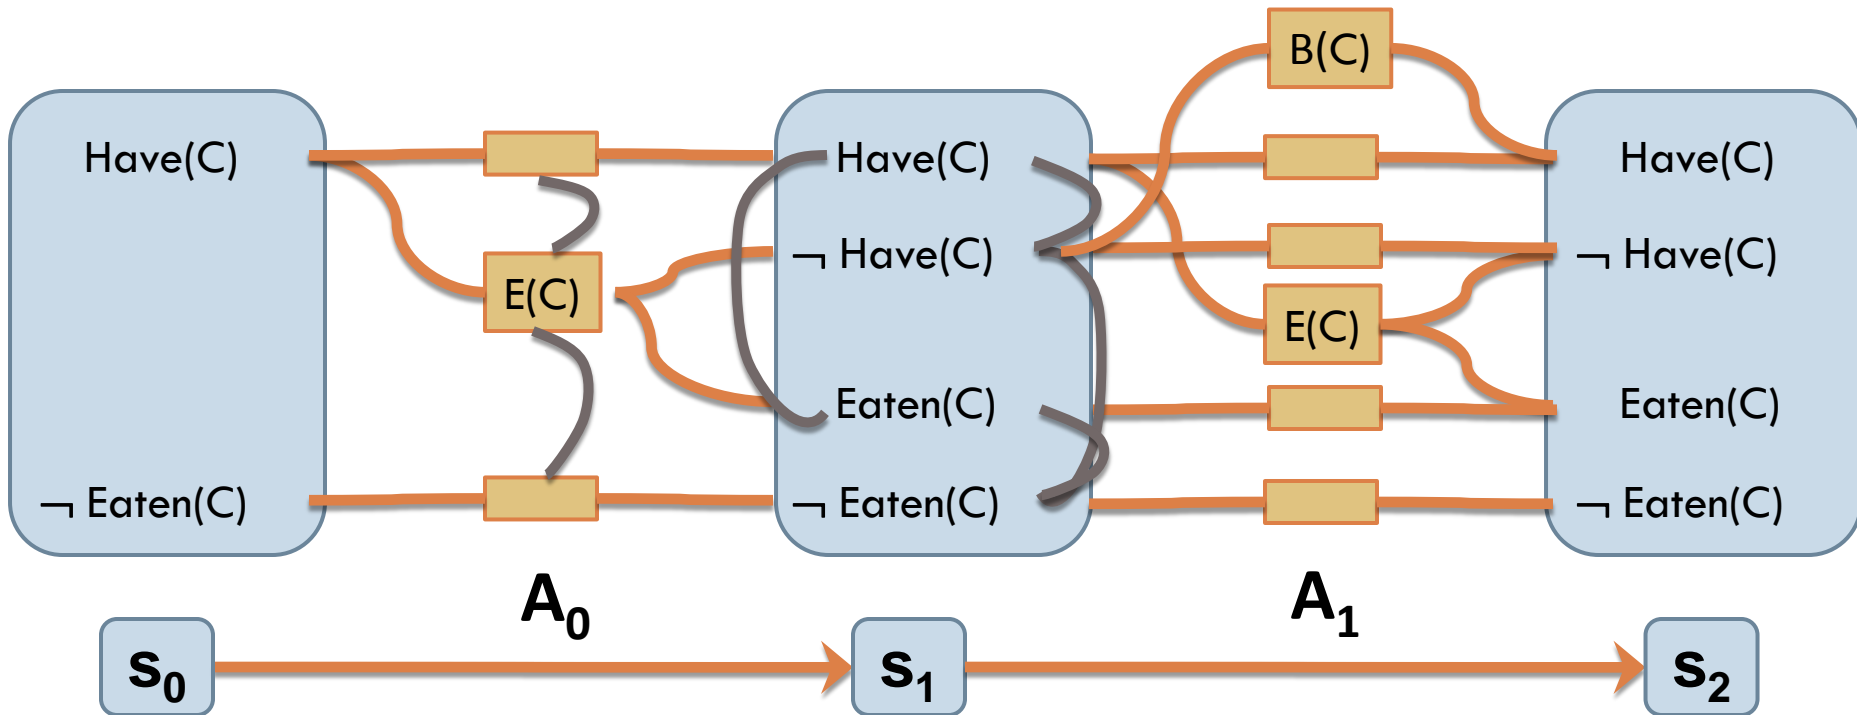 B(C)
Have(C)
Have(C)
Have(C)
¬ Have(C)
¬ Have(C)
E(C)
E(C)
Eaten(C)
Eaten(C)
¬ Eaten(C)
¬ Eaten(C)
¬ Eaten(C)
A₀
A₁
s₀
s₁
s₂